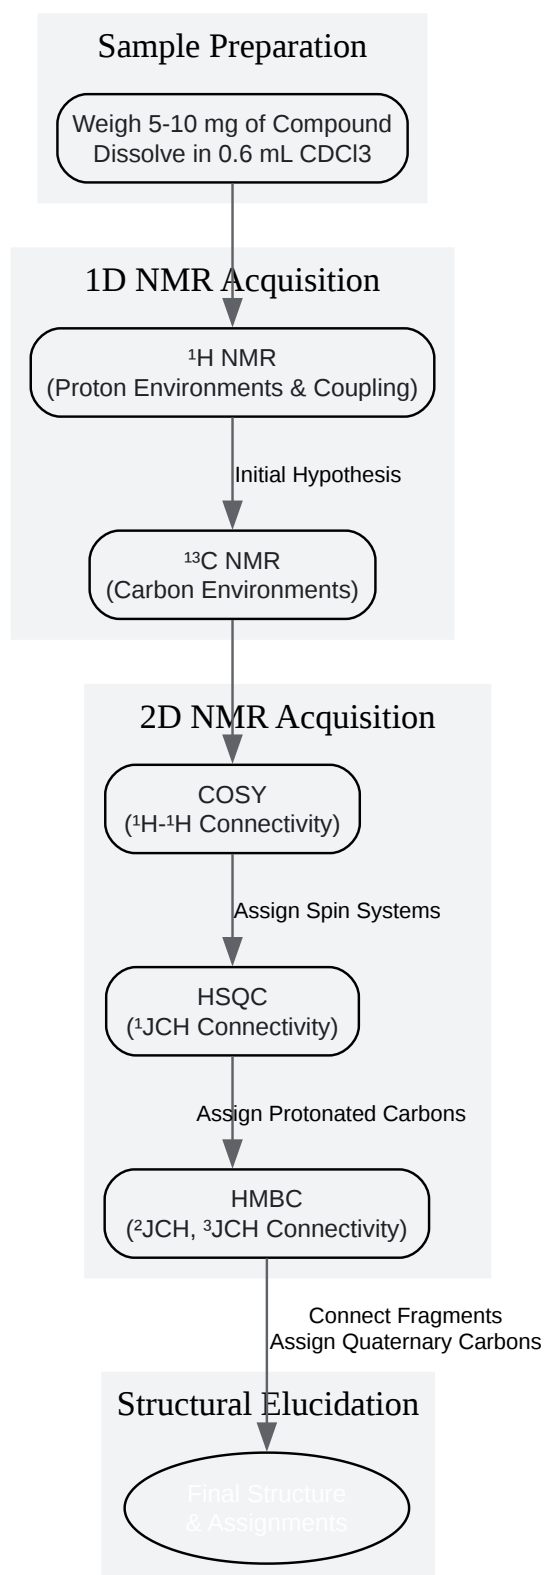 Sample Preparation
Weigh 5-10 mg of Compound
Dissolve in 0.6 mL CDCl3
1D NMR Acquisition
¹H NMR
(Proton Environments & Coupling)
Initial Hypothesis
¹³C NMR
(Carbon Environments)
2D NMR Acquisition
COSY
(¹H-¹H Connectivity)
Assign Spin Systems
HSQC
(¹JCH Connectivity)
Assign Protonated Carbons
HMBC
(²JCH, ³JCH Connectivity)
Connect Fragments
Assign Quaternary Carbons
Structural Elucidation
Final Structure
& Assignments